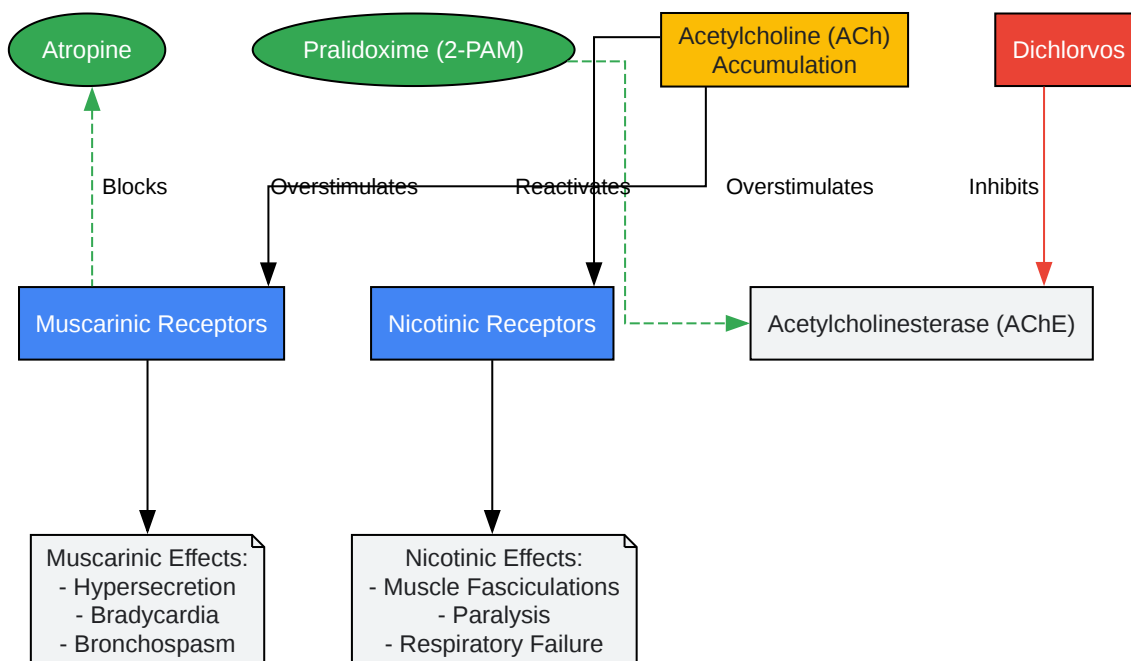 Atropine
Pralidoxime (2-PAM)
Acetylcholine (ACh)
Accumulation
Dichlorvos
Blocks
Overstimulates
Reactivates
Overstimulates
Inhibits
Muscarinic Receptors
Nicotinic Receptors
Acetylcholinesterase (AChE)
Muscarinic Effects:
- Hypersecretion
- Bradycardia
- Bronchospasm
Nicotinic Effects:
- Muscle Fasciculations
- Paralysis
- Respiratory Failure